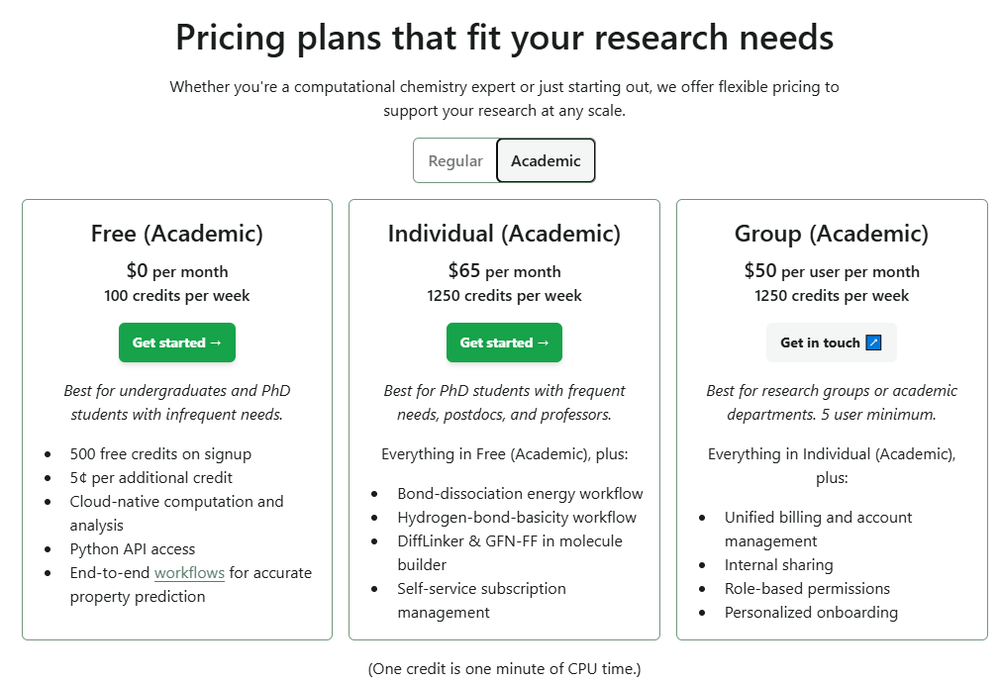 Pricing plans that fit your research needs
Whether you're a computational chemistry expert or just starting out, we offer flexible pricing to
support your research at any scale.
Regular
Academic
Free (Academic)
$0 per month
100 credits per week
Get started →
Best for undergraduates and PhD
students with infrequent needs.
• 500 free credits on signup
• 5¢ per additional credit
• Cloud-native computation and
analysis
• Python API access
• End-to-end workflows for accurate
property prediction
Individual (Academic)
$65 per month
1250 credits per week
Get started →
Best for PhD students with frequent
needs, postdocs, and professors.
Everything in Free (Academic), plus:
• Bond-dissociation energy workflow
• Hydrogen-bond-basicity workflow
• DiffLinker & GFN-FF in molecule
builder
• Self-service subscription
management
Group (Academic)
$50 per user per month
1250 credits per week
Get in touch ↗
Best for research groups or academic
departments. 5 user minimum.
Everything in Individual (Academic),
plus:
• Unified billing and account
management
• Internal sharing
• Role-based permissions
• Personalized onboarding
(One credit is one minute of CPU time.)